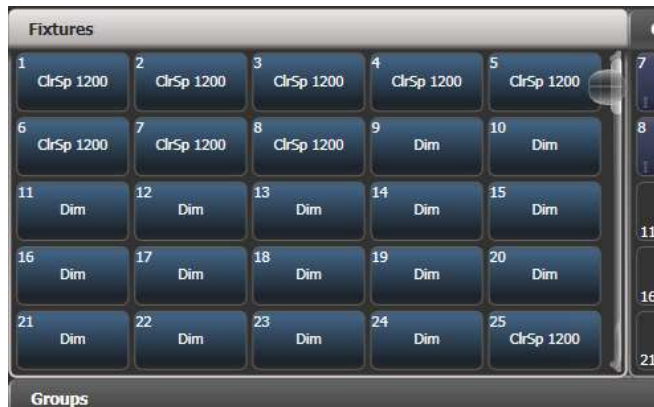 Fixtures
1 2 3 4 5 7
ClrSp 1200 ClrSp 1200 ClrSp 1200 ClrSp 1200 ClrSp 1200
6 7 8 9 10 8
ClrSp 1200 ClrSp 1200 ClrSp 1200 Dim Dim
11 12 13 14 15
Dim Dim Dim Dim Dim
11
16 17 18 19 20
Dim Dim Dim Dim Dim
16
21 22 23 24 25
Dim Dim Dim Dim ClrSp 1200
21
Groups